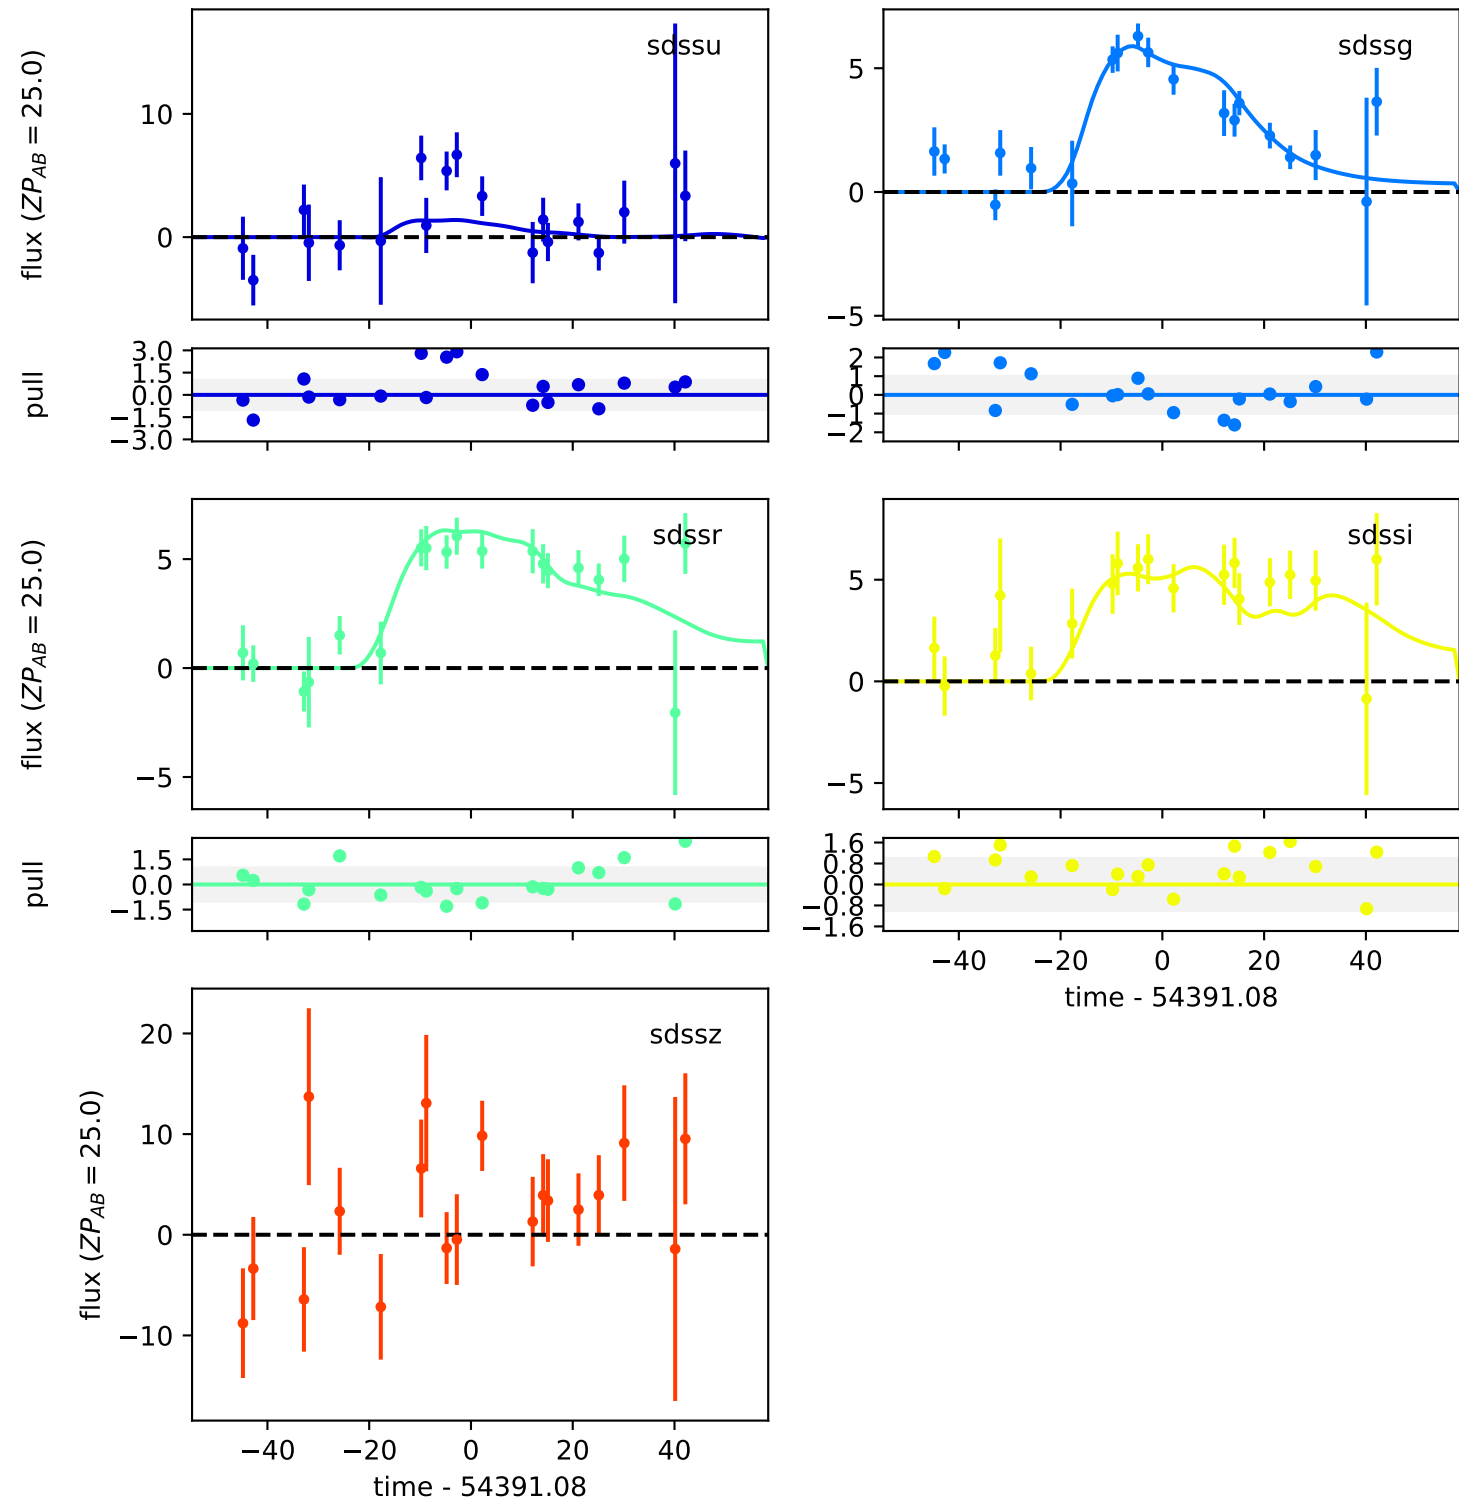 sdssu
flux (ZP_AB = 25.0)
10
0
sdssg
5
0
−5
pull
3.0
1.5
0.0
−1.5
−3.0
2
1
0
−1
−2
sdssr
flux (ZP_AB = 25.0)
5
0
−5
sdssi
5
0
−5
pull
1.5
0.0
−1.5
1.6
0.8
0.0
−0.8
−1.6
−40 −20 0 20 40
time - 54391.08
sdssz
flux (ZP_AB = 25.0)
20
10
0
−10
−40 −20 0 20 40
time - 54391.08